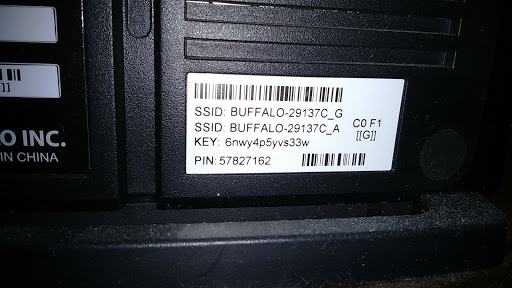 ]]
O INC.
IN CHINA
SSID: BUFFALO-29137C_G
SSID: BUFFALO-29137C_A
KEY: 6nwy4p5yvs33w
PIN: 57827162
C0 F1
[[G]]